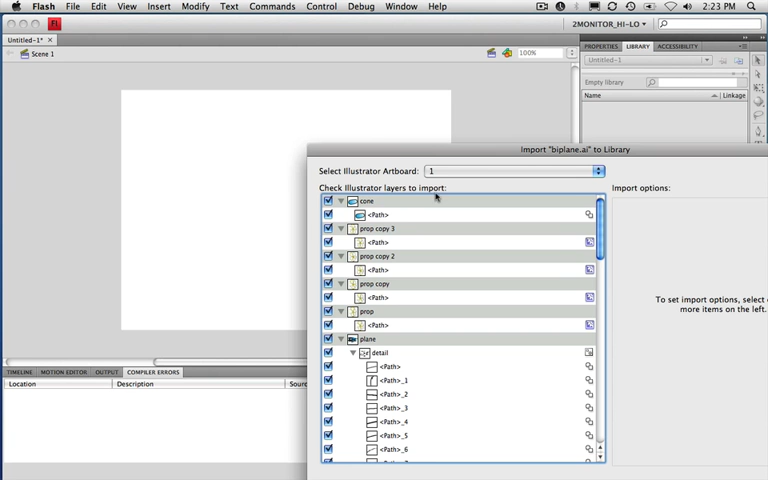 Flash File Edit View Insert Modify Text Commands Control Debug Window Help 2:23 PM
Fl 2MONITOR_HI-LO
Untitled-1* PROPERTIES LIBRARY ACCESSIBILITY
Scene 1 100% Untitled-1
Empty library
Name Linkage
Import "biplane.ai" to Library
Select Illustrator Artboard: 1
Check Illustrator layers to import: Import options:
cone
<Path>
prop copy 3
<Path>
prop copy 2
<Path>
prop copy
<Path>
To set import options, select
more items on the left.
prop
<Path>
plane
detail
<Path>
<Path>_1
<Path>_2
<Path>_3
<Path>_4
<Path>_5
<Path>_6
TIMELINE MOTION EDITOR OUTPUT COMPILER ERRORS
Location Description